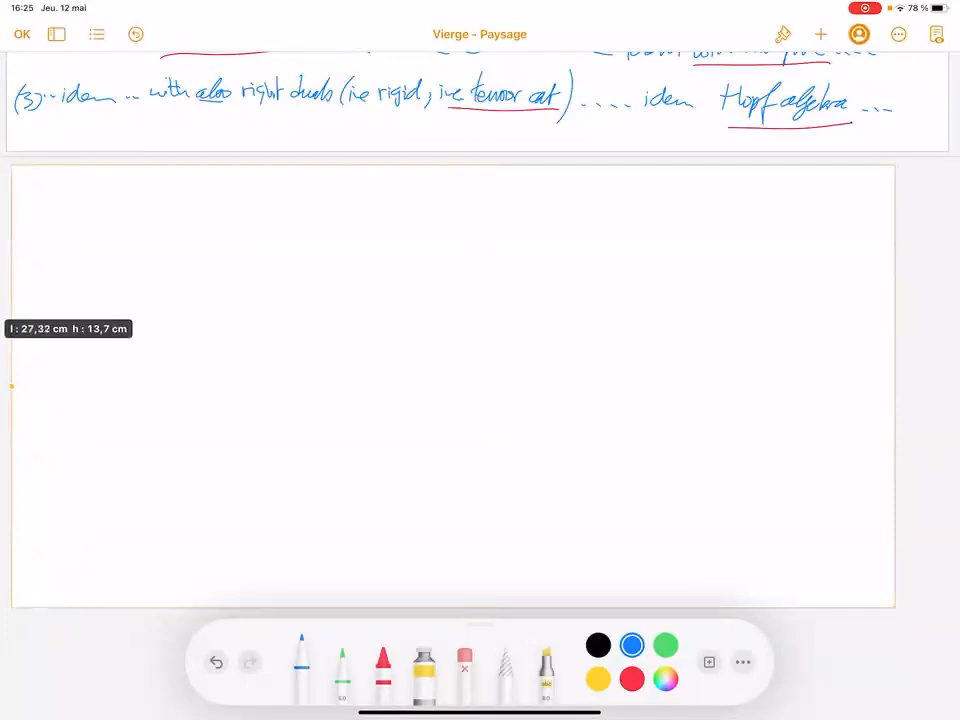 16:25 Jeu. 12 mai 78 %
OK Vierge - Paysage
(3) .. idem .. with also right duals (ie rigid, ie tensor cat) ..... idem Hopf algebra ...
l : 27,32 cm h : 13,7 cm